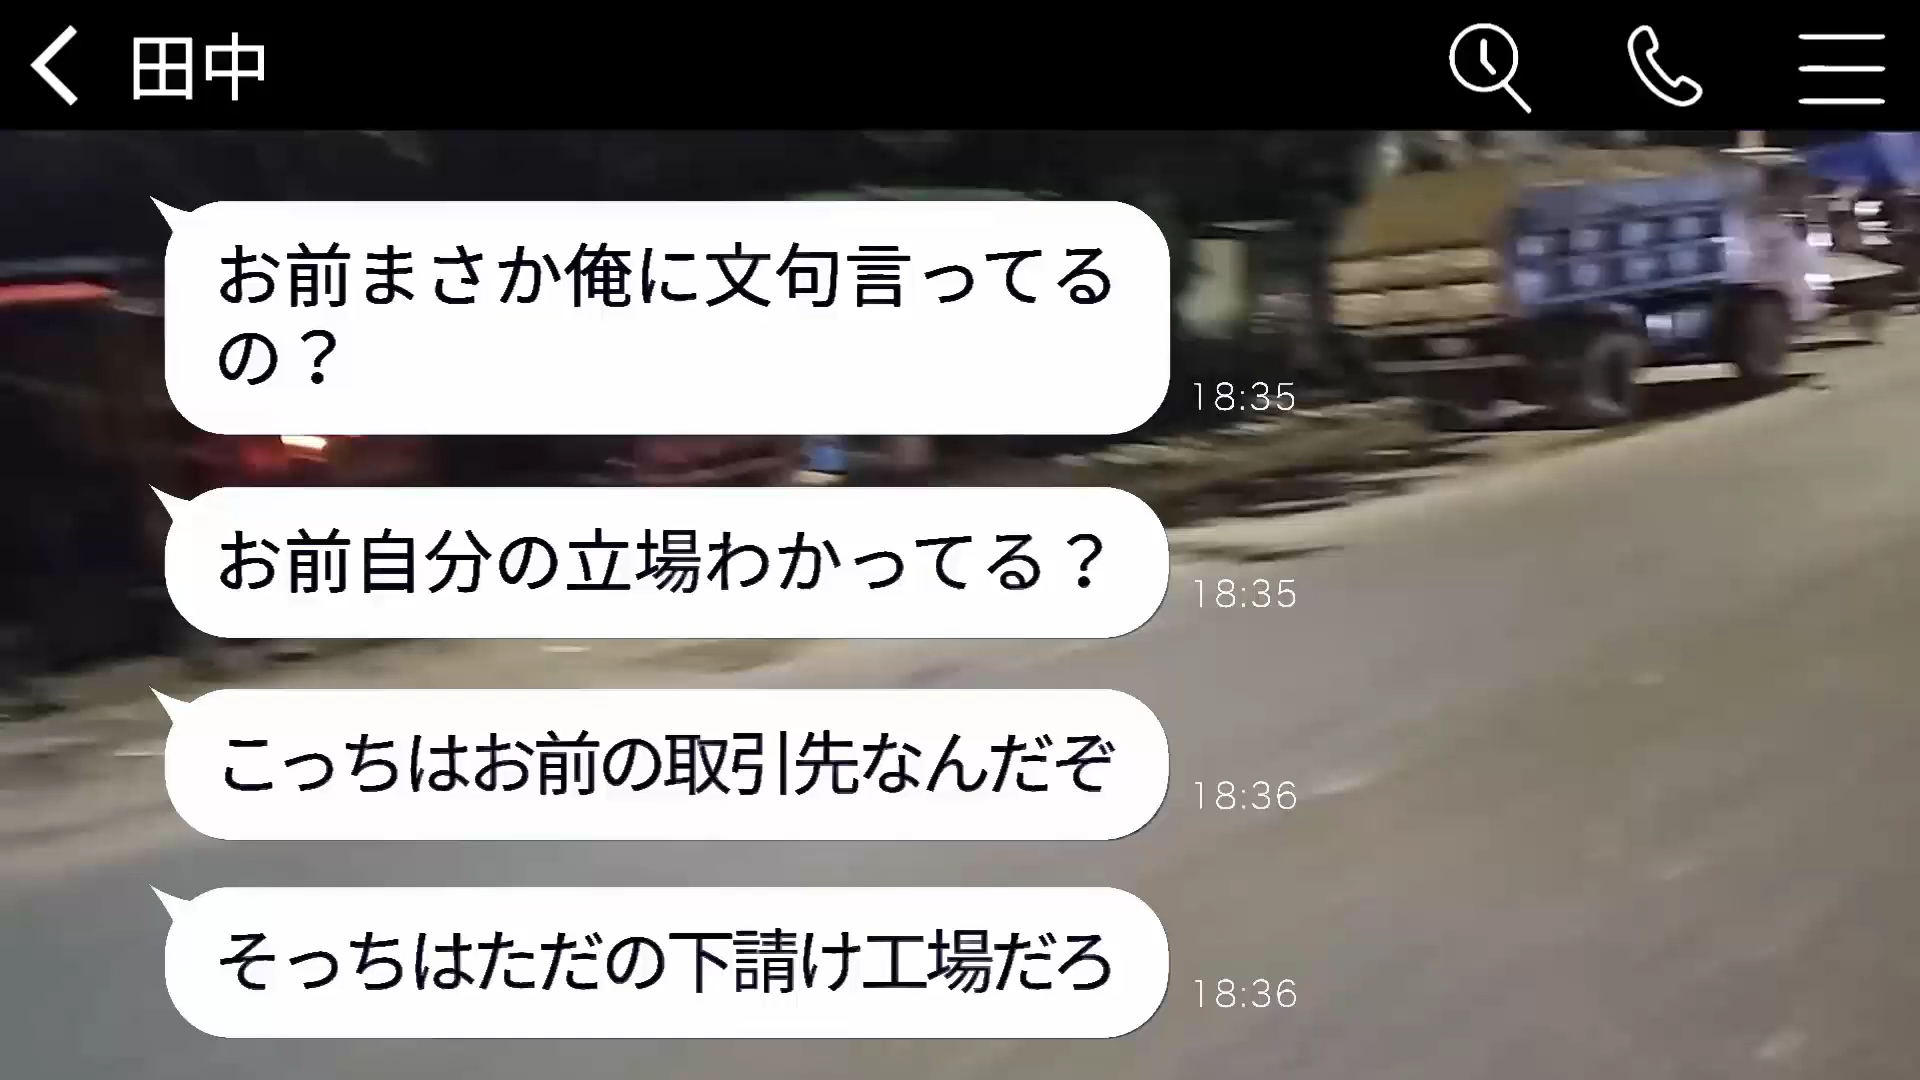 田中
お前まさか俺に文句言ってる
の？
18:35
お前自分の立場わかってる？
18:35
こっちはお前の取引先なんだぞ
18:36
そっちはただの下請け工場だろ
18:36